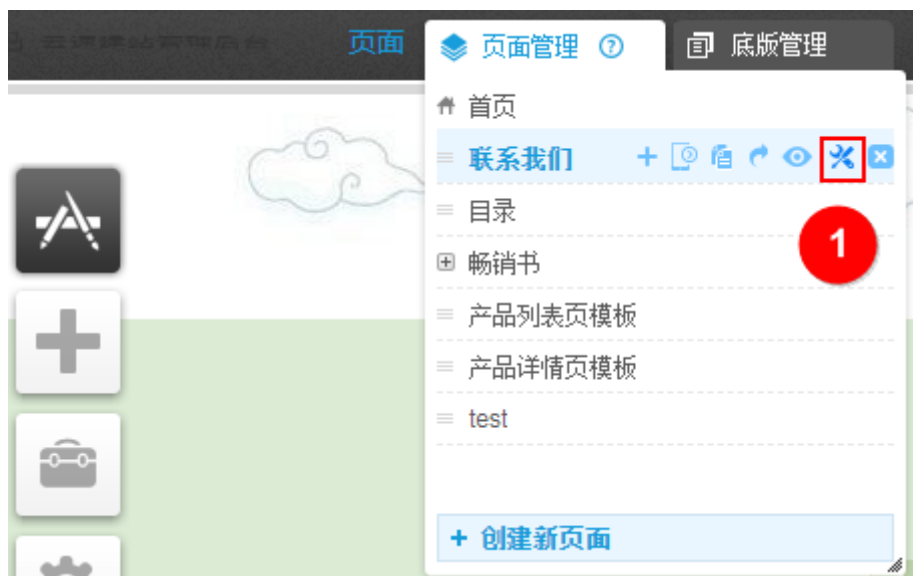 页面
页面管理
底版管理
首页
联系我们
1
目录
畅销书
产品列表页模板
产品详情页模板
test
+ 创建新页面